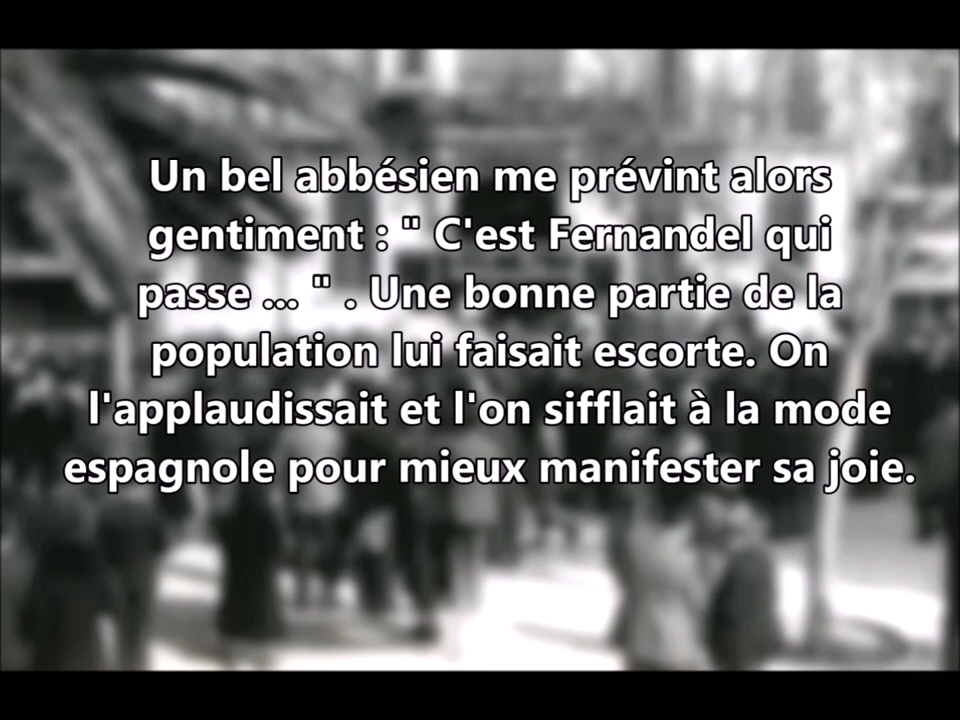 Un bel abbésien me prévint alors
gentiment : " C'est Fernandel qui
passe ... " . Une bonne partie de la
population lui faisait escorte. On
l'applaudissait et l'on sifflait à la mode
espagnole pour mieux manifester sa joie.